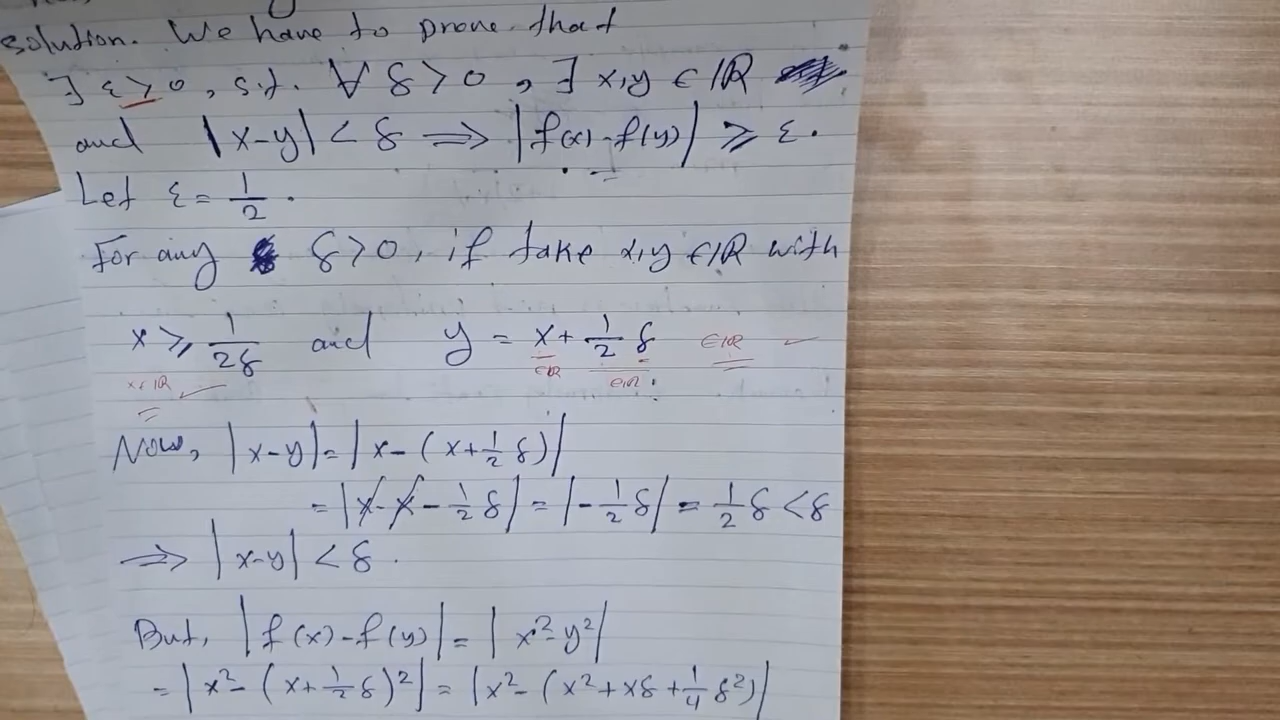 solution. We have to prove that
∃ ε > 0, s.t. ∀ δ > 0, ∃ x,y ∈ ℝ
and |x-y| < δ ⟹ |f(x)-f(y)| ≥ ε.
Let ε = 1/2.
For any δ > 0, if take x,y ∈ ℝ with
x ≥ 1/2δ and y = x + 1/2 δ ∈ℝ
x∈ℝ ∈ℝ ∈ℝ
Now, |x-y| = |x-(x+1/2 δ)|
= |x-x-1/2 δ| = |-1/2 δ| = 1/2 δ < δ
⟹ |x-y| < δ.
But, |f(x)-f(y)| = |x²-y²|
= |x²-(x+1/2 δ)²| = |x²-(x²+xδ+1/4 δ²)|